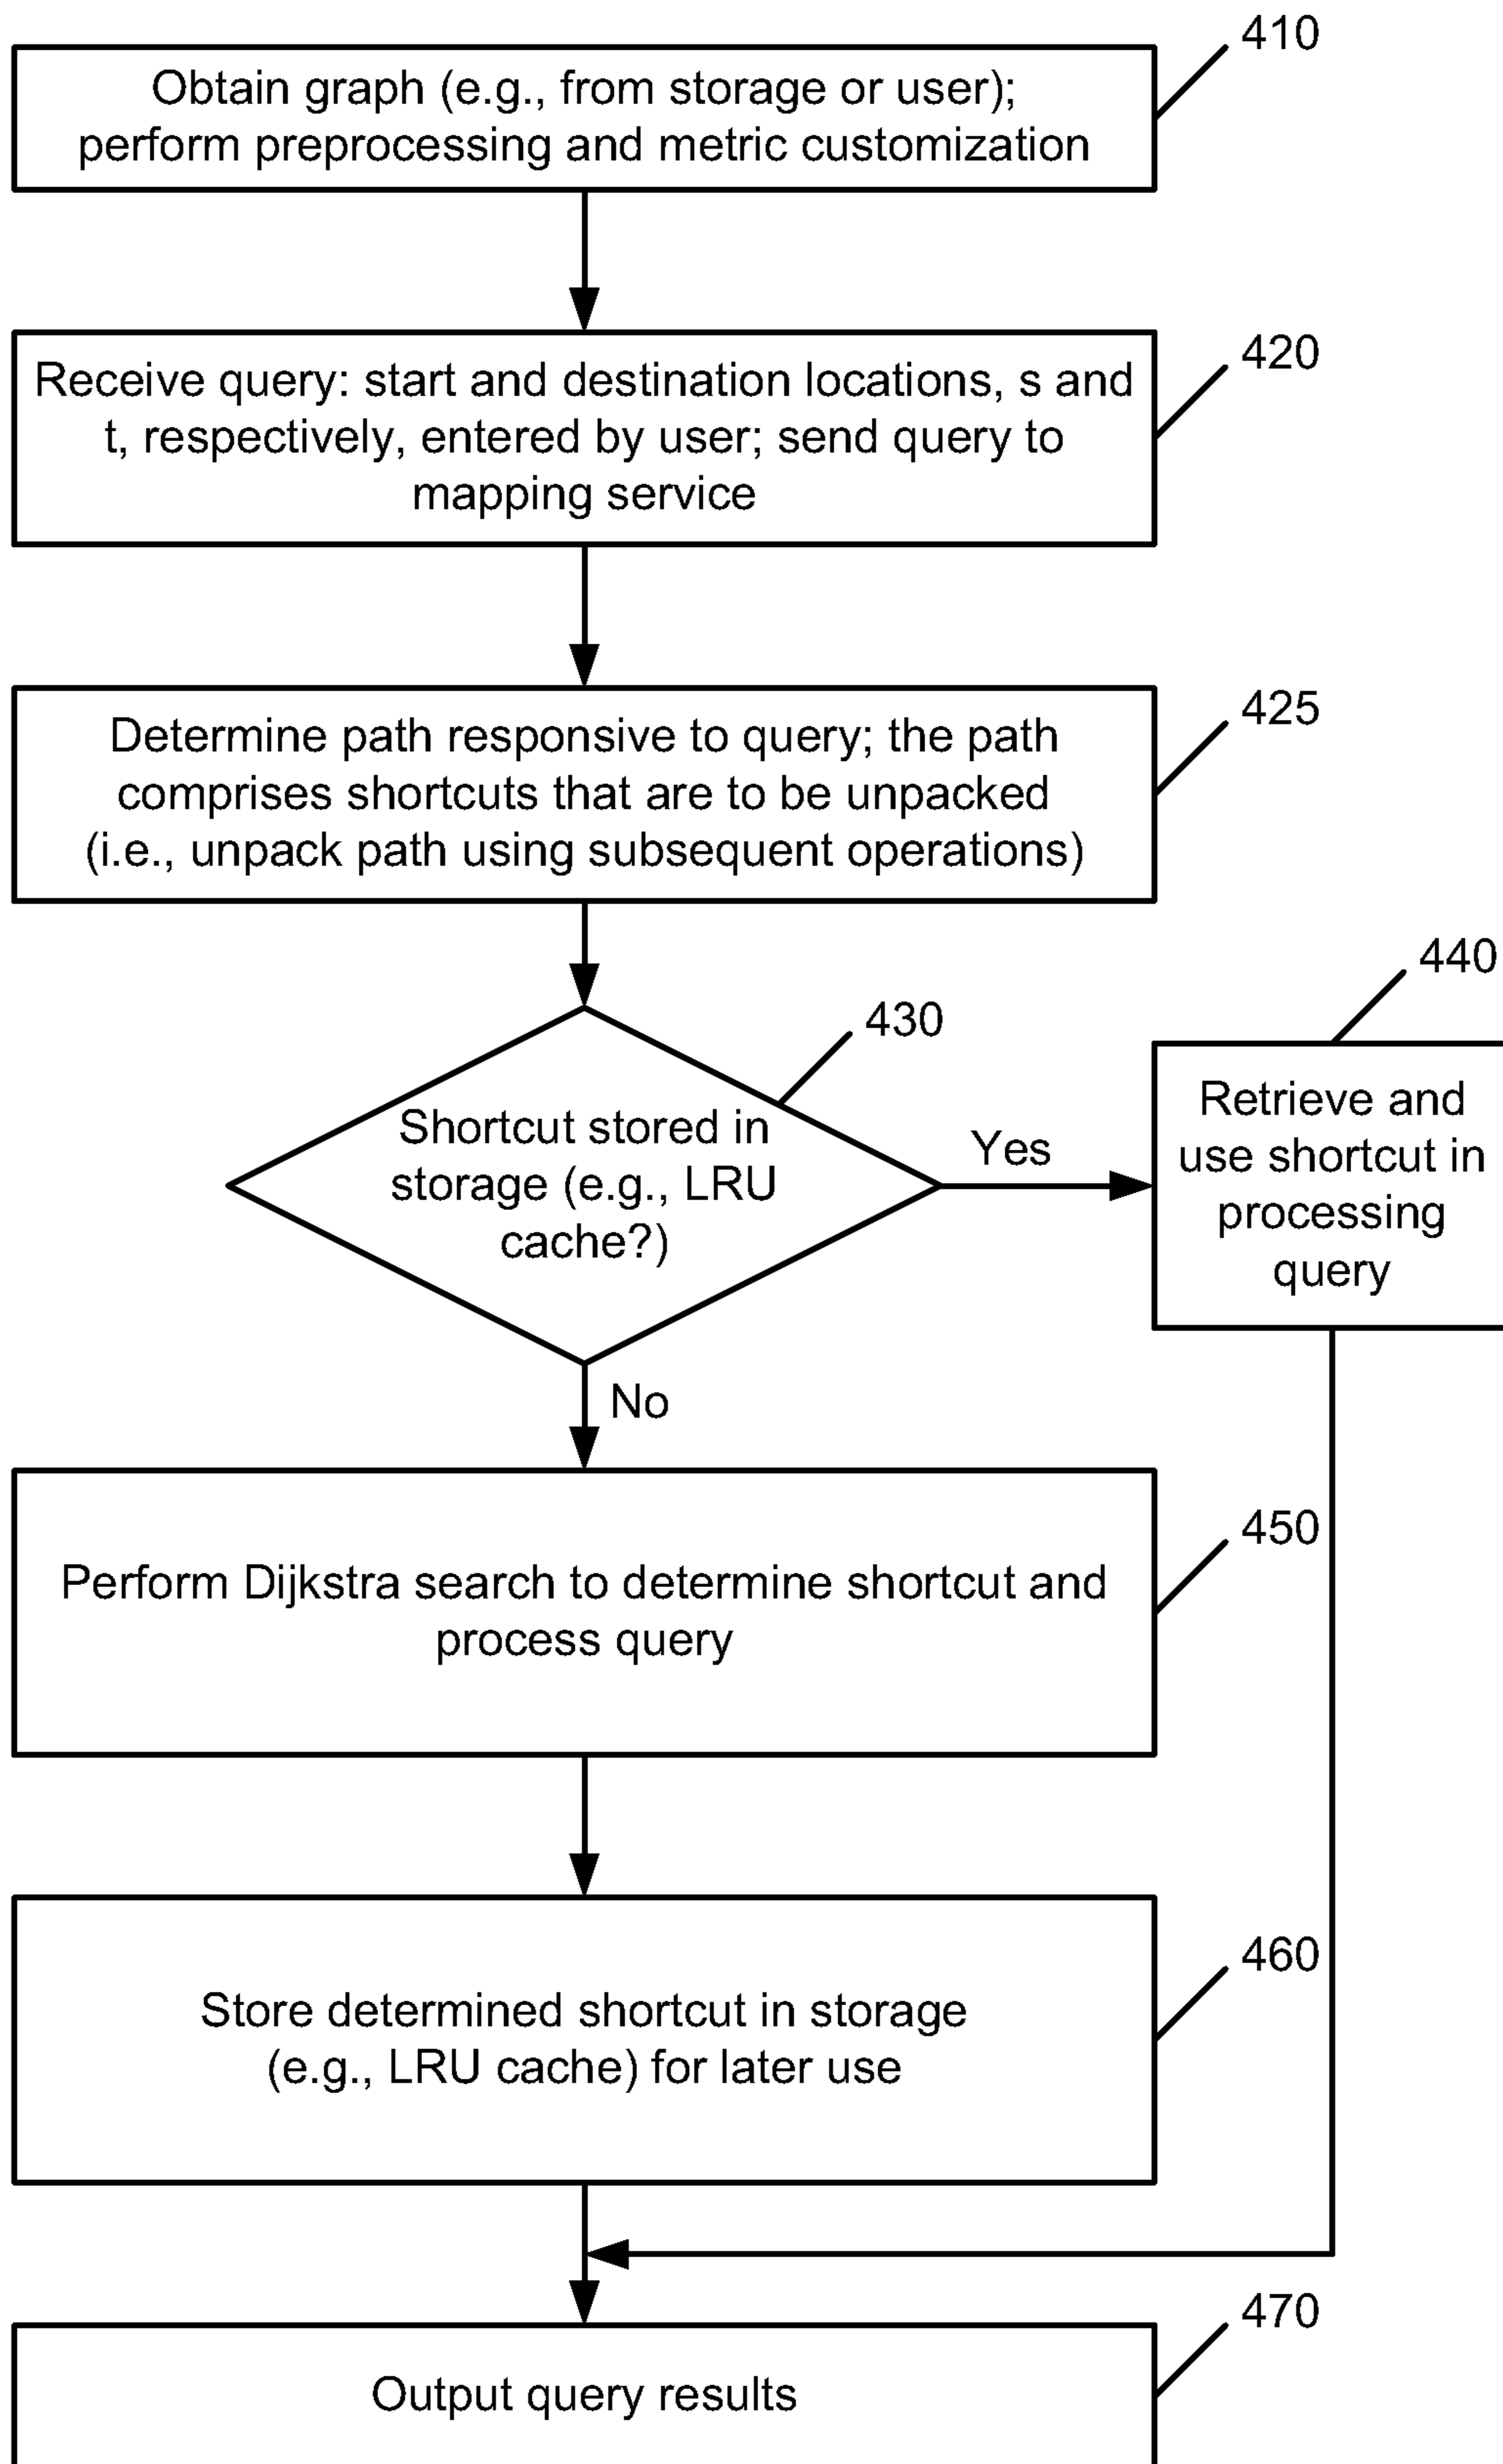 410
Obtain graph (e.g., from storage or user);
perform preprocessing and metric customization
420
Receive query: start and destination locations, s and
t, respectively, entered by user; send query to
mapping service
425
Determine path responsive to query; the path
comprises shortcuts that are to be unpacked
(i.e., unpack path using subsequent operations)
430
Shortcut stored in
storage (e.g., LRU
cache?)
Yes
440
Retrieve and
use shortcut in
processing
query
No
450
Perform Dijkstra search to determine shortcut and
process query
460
Store determined shortcut in storage
(e.g., LRU cache) for later use
470
Output query results